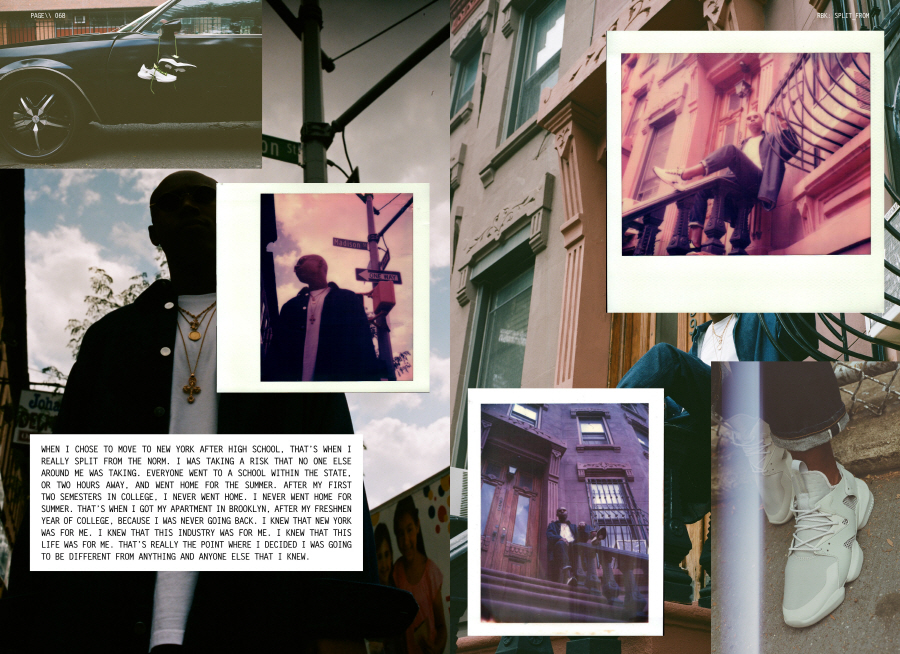 PAGE\\ 068
RBK: SPLIT FROM
ON ST
Madison
ONE WAY
John
WHEN I CHOSE TO MOVE TO NEW YORK AFTER HIGH SCHOOL, THAT'S WHEN I
REALLY SPLIT FROM THE NORM. I WAS TAKING A RISK THAT NO ONE ELSE
AROUND ME WAS TAKING. EVERYONE WENT TO A SCHOOL WITHIN THE STATE,
OR TWO HOURS AWAY, AND WENT HOME FOR THE SUMMER. AFTER MY FIRST
TWO SEMESTERS IN COLLEGE, I NEVER WENT HOME. I NEVER WENT HOME FOR
SUMMER. THAT'S WHEN I GOT MY APARTMENT IN BROOKLYN, AFTER MY FRESHMEN
YEAR OF COLLEGE, BECAUSE I WAS NEVER GOING BACK. I KNEW THAT NEW YORK
WAS FOR ME. I KNEW THAT THIS INDUSTRY WAS FOR ME. I KNEW THAT THIS
LIFE WAS FOR ME. THAT'S REALLY THE POINT WHERE I DECIDED I WAS GOING
TO BE DIFFERENT FROM ANYTHING AND ANYONE ELSE THAT I KNEW.